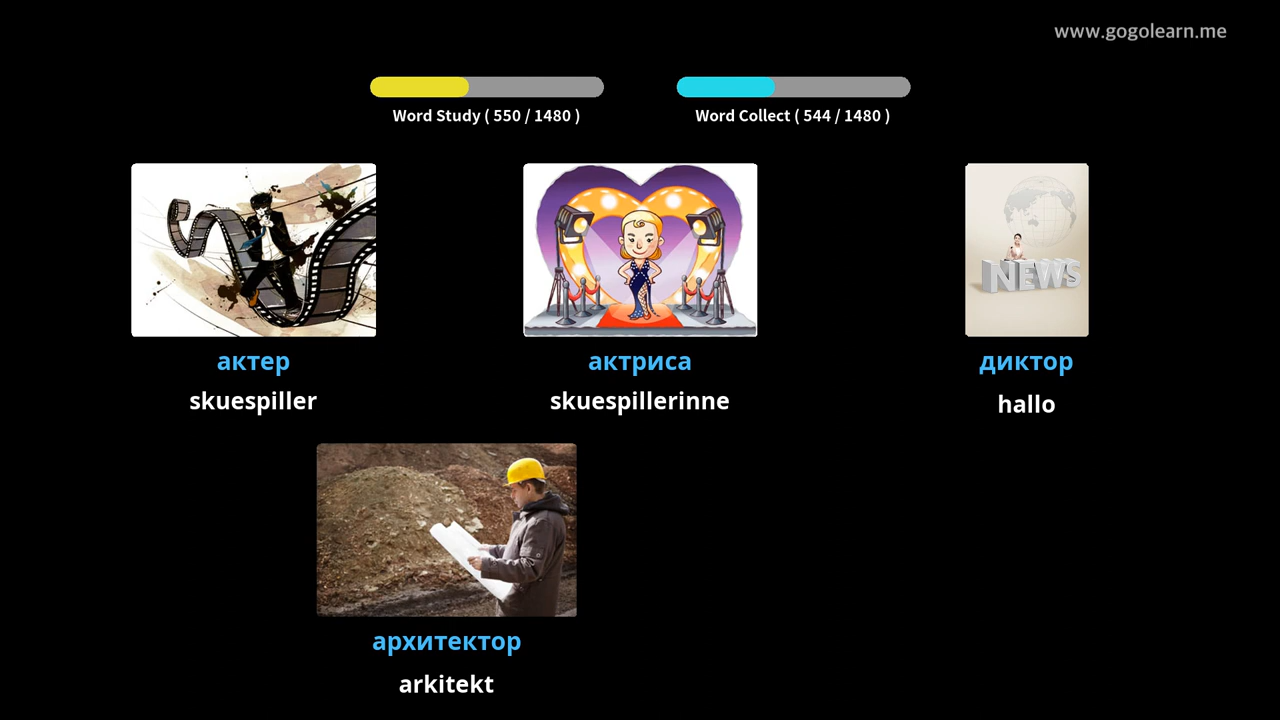 www.gogolearn.me
Word Study ( 550 / 1480 )
Word Collect ( 544 / 1480 )
NEWS
актер
актриса
диктор
skuespiller
skuespillerinne
hallo
архитектор
arkitekt